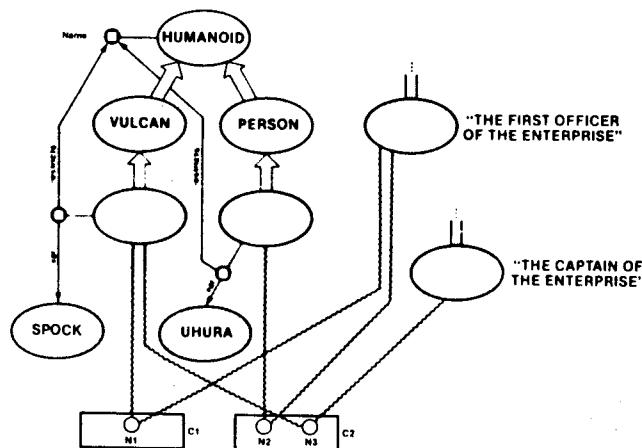 Name
HUMANOID
VULCAN
PERSON
"THE FIRST OFFICER
OF THE ENTERPRISE"
"THE CAPTAIN OF
THE ENTERPRISE"
SPOCK
UHURA
N1
C1
N2
N3
C2